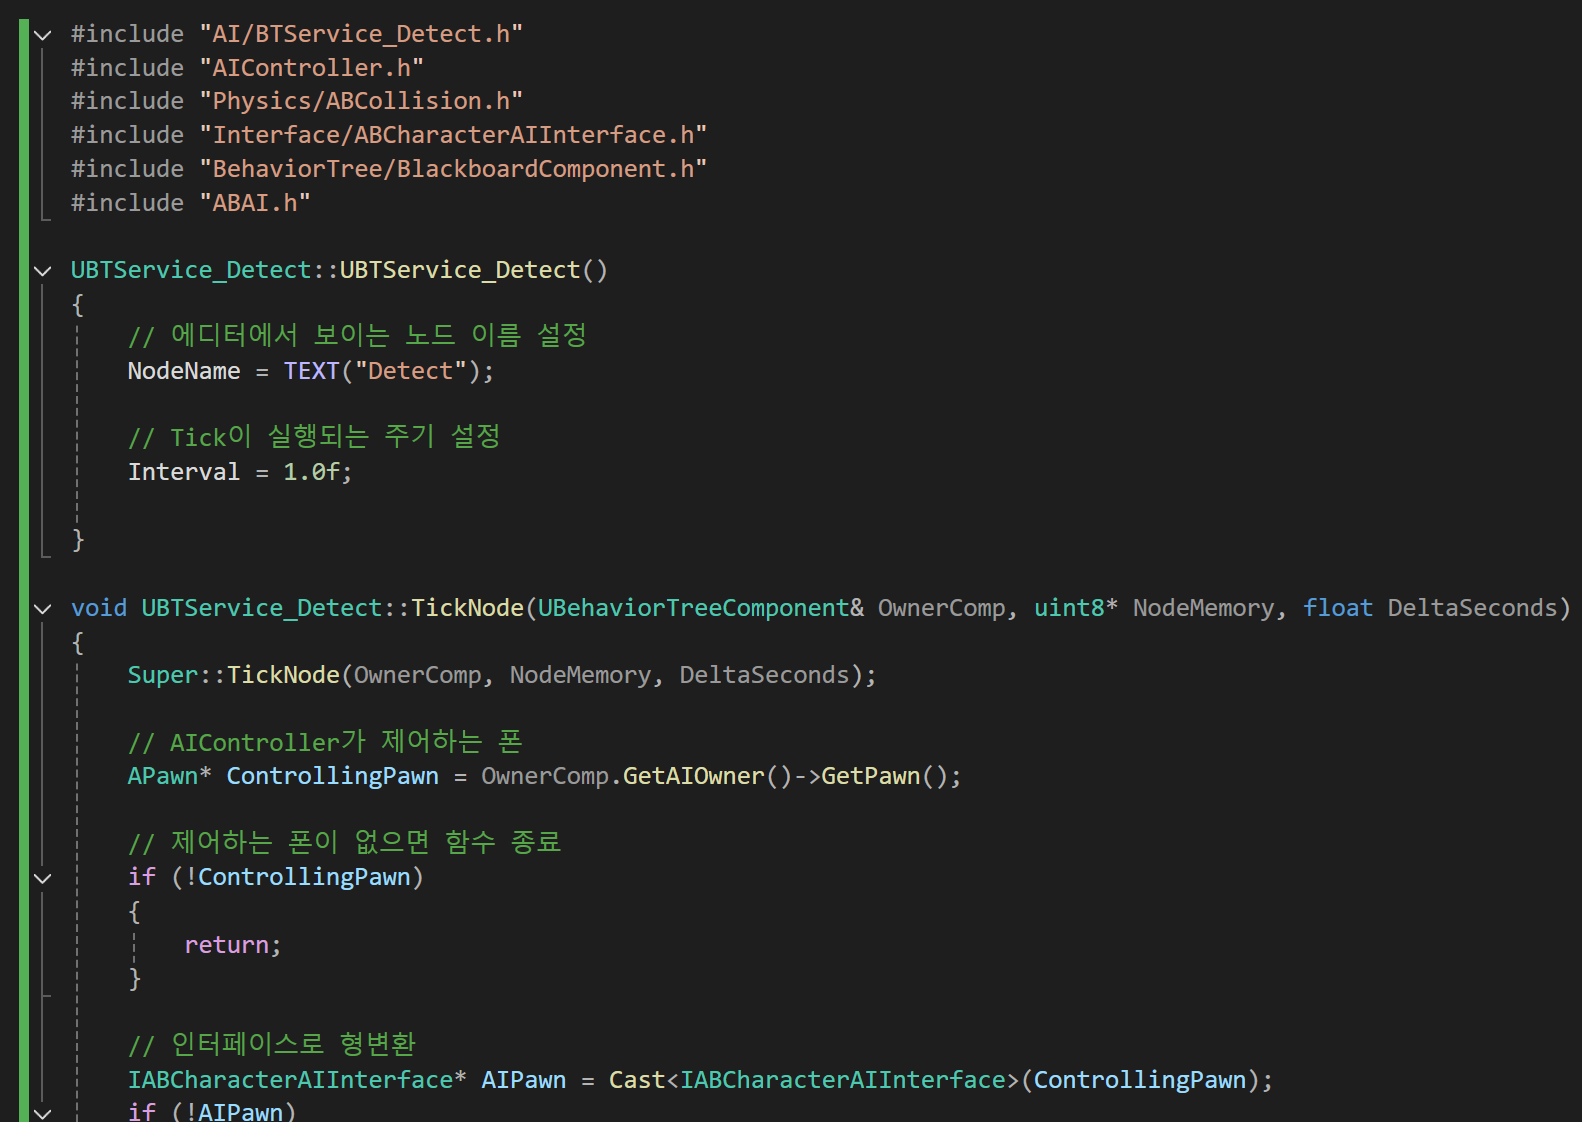 #include "AI/BTService_Detect.h"
#include "AIController.h"
#include "Physics/ABCollision.h"
#include "Interface/ABCharacterAIInterface.h"
#include "BehaviorTree/BlackboardComponent.h"
#include "ABAI.h"
UBTService_Detect::UBTService_Detect()
{
// 에디터에서 보이는 노드 이름 설정
NodeName = TEXT("Detect");
// Tick이 실행되는 주기 설정
Interval = 1.0f;
}
void UBTService_Detect::TickNode(UBehaviorTreeComponent& OwnerComp, uint8* NodeMemory, float DeltaSeconds)
{
Super::TickNode(OwnerComp, NodeMemory, DeltaSeconds);
// AIController가 제어하는 폰
APawn* ControllingPawn = OwnerComp.GetAIOwner()->GetPawn();
// 제어하는 폰이 없으면 함수 종료
if (!ControllingPawn)
{
return;
}
// 인터페이스로 형변환
IABCharacterAIInterface* AIPawn = Cast<IABCharacterAIInterface>(ControllingPawn);
if (!AIPawn)